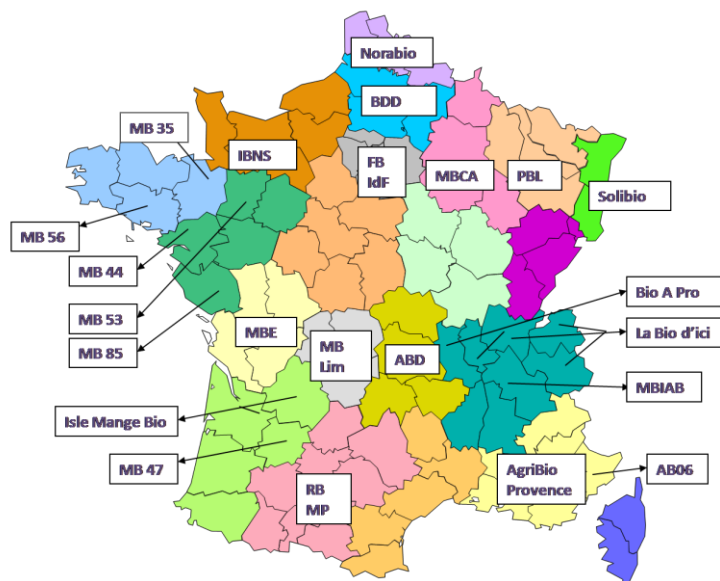 Norabio
BDD
MB 35
IBNS
FB
IdF
MBCA
PBL
Solibio
MB 56
MB 44
Bio A Pro
MB 53
MBE
La Bio d'ici
MB 85
MB
Lim
ABD
MBIAB
Isle Mange Bio
MB 47
AgriBio
Provence
AB06
RB
MP